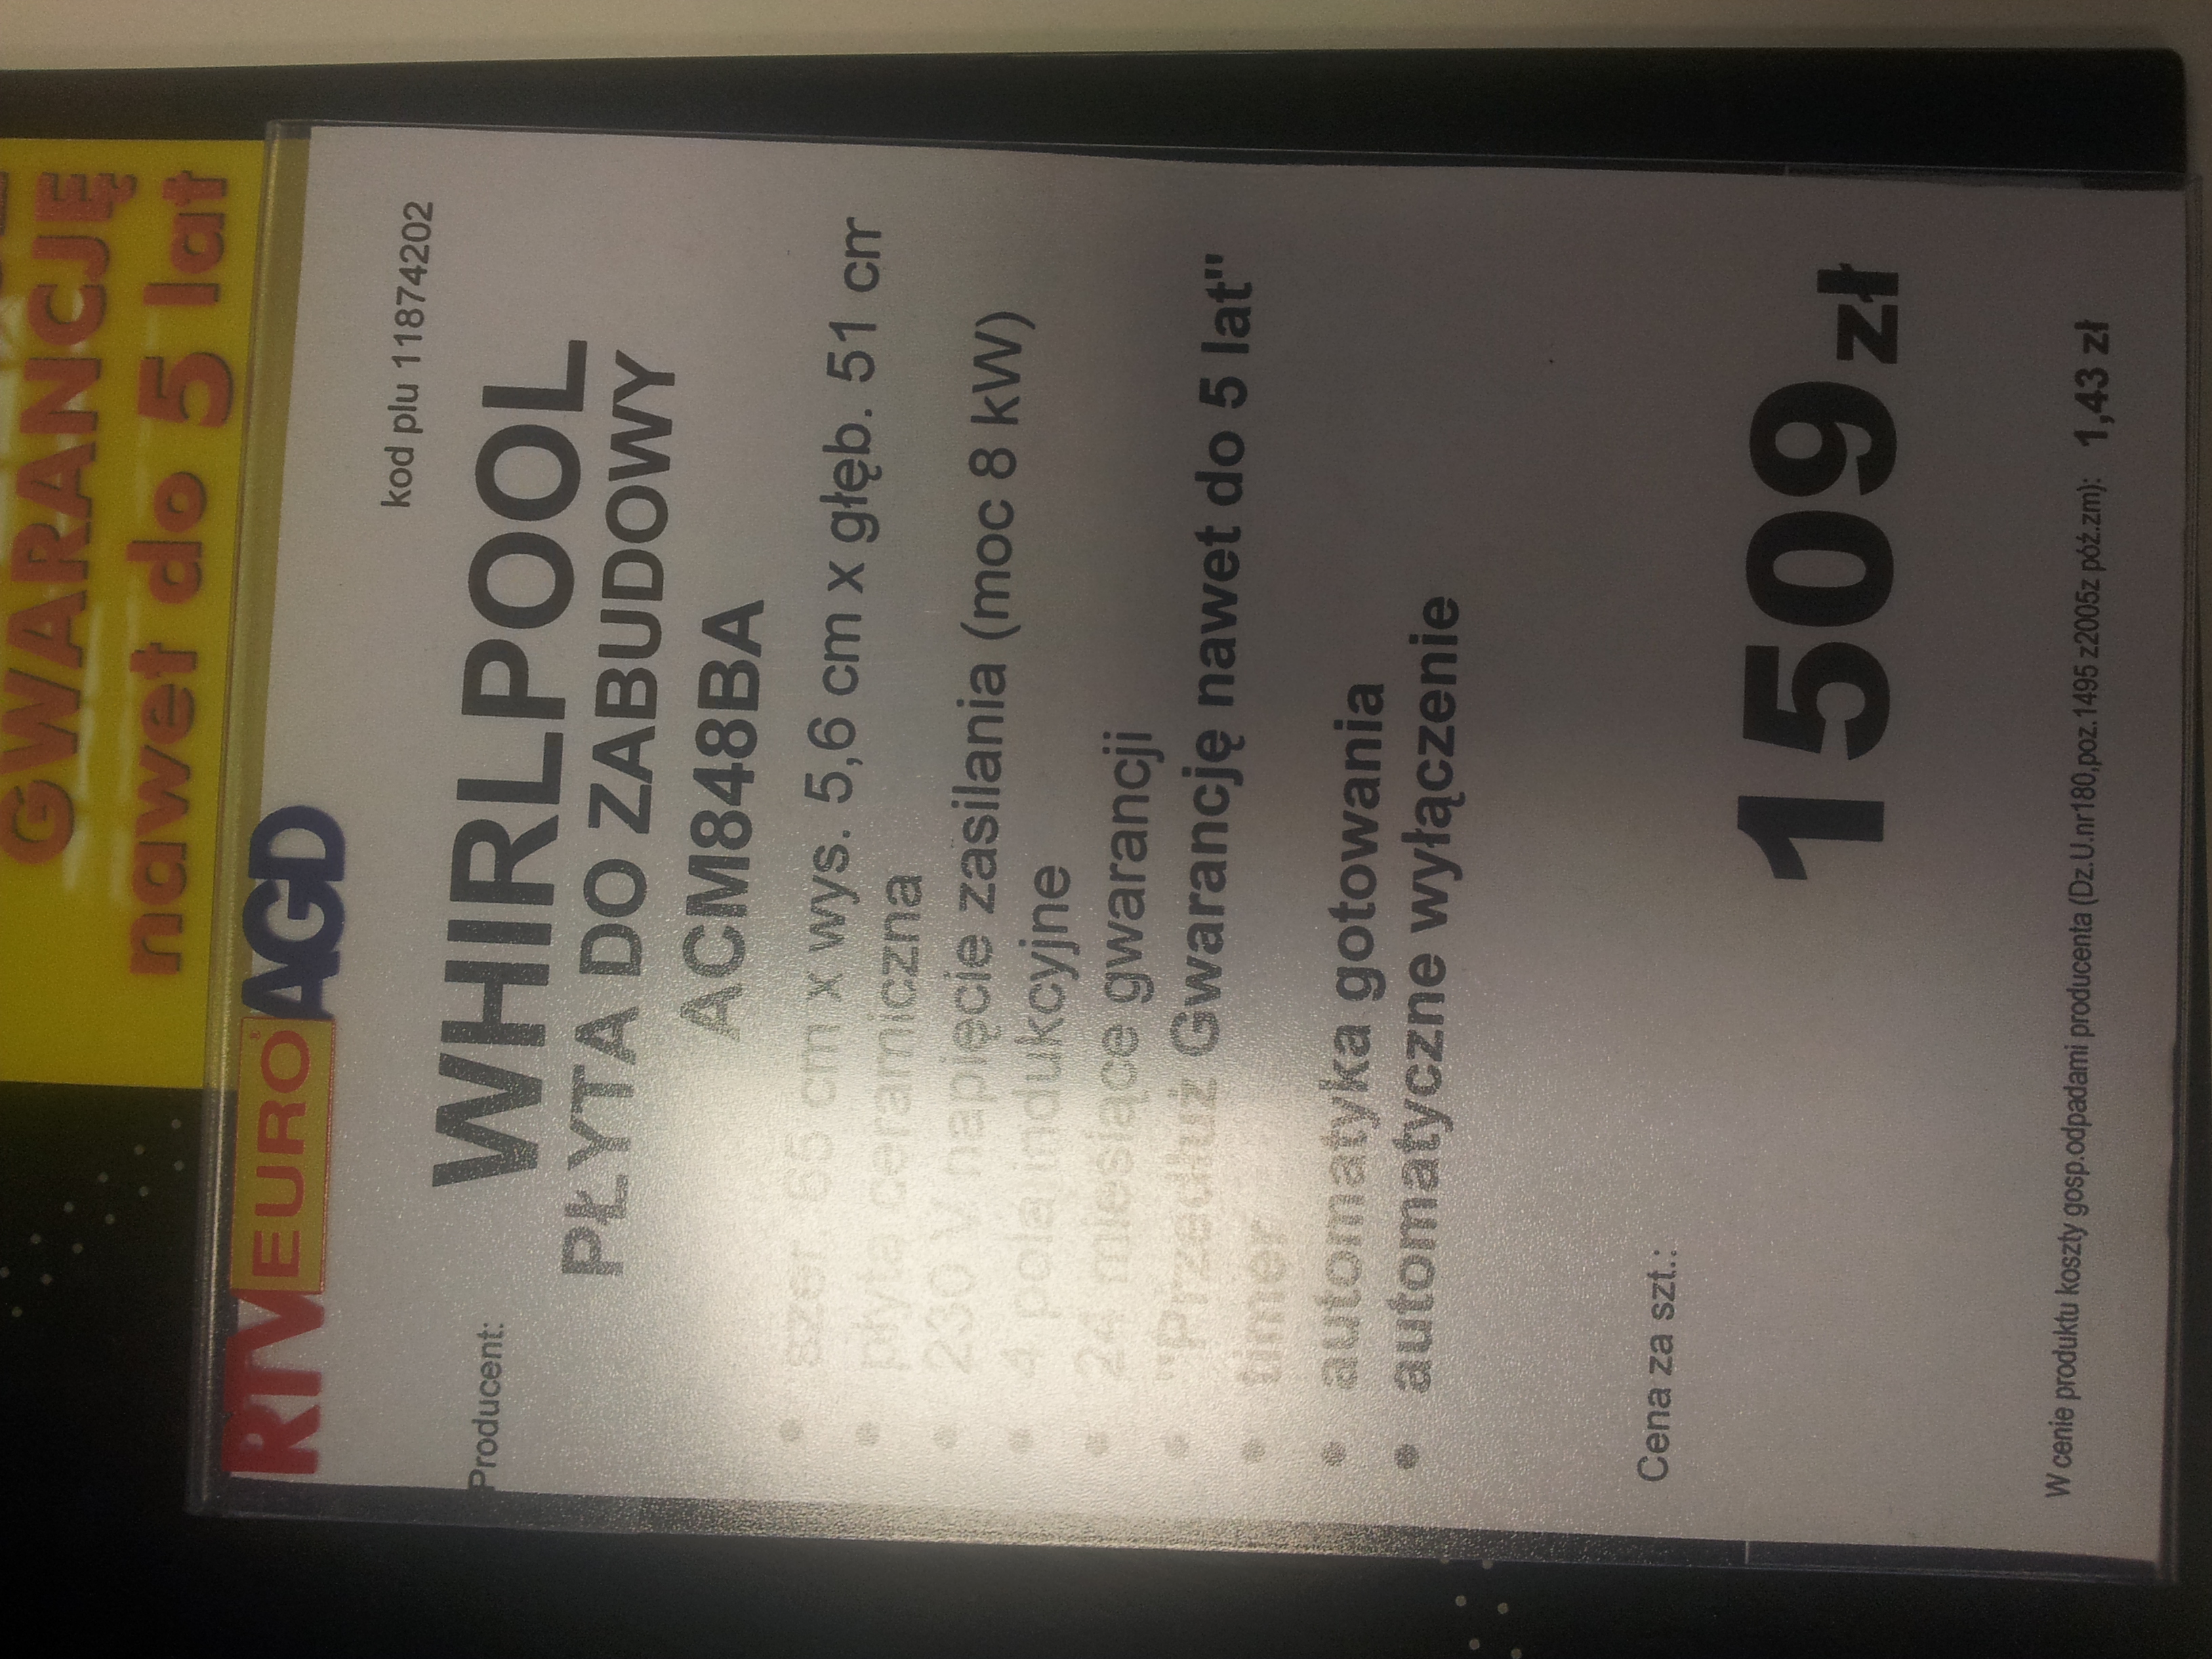 GWARANCJĘ
nawet do 5 lat
RTV EURO AGD
kod plu 11874202
Producent:
WHIRLPOOL
PŁYTA DO ZABUDOWY
ACM848BA
• szer. 65 cm x wys. 5,6 cm x głęb. 51 cm
• płyta ceramiczna
• 230 V napięcie zasilania (moc 8 kW)
• 4 pola indukcyjne
• 24 miesiące gwarancji
• "Przedłuż Gwarancję nawet do 5 lat"
• timer
• automatyka gotowania
• automatyczne wyłączenie
Cena za szt.:
1509 zł
W cenie produktu koszty gosp.odpadami producenta (Dz.U.nr180,poz.1495 z2005z póź.zm): 1,43 zł